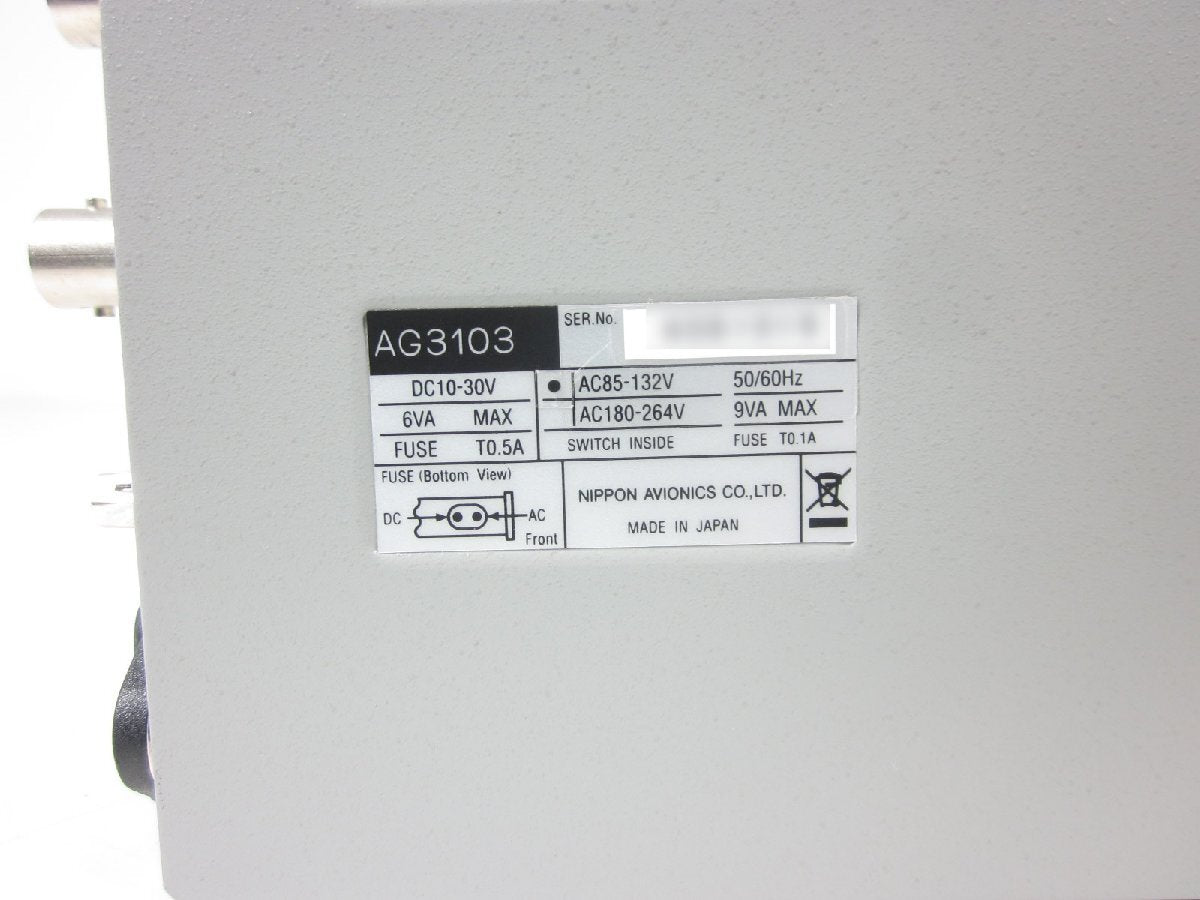 AG3103
SER.No.
DC10-30V
6VA MAX
FUSE T0.5A
AC85-132V 50/60Hz
AC180-264V 9VA MAX
SWITCH INSIDE FUSE T0.1A
FUSE (Bottom View)
DC AC
Front
NIPPON AVIONICS CO.,LTD.
MADE IN JAPAN